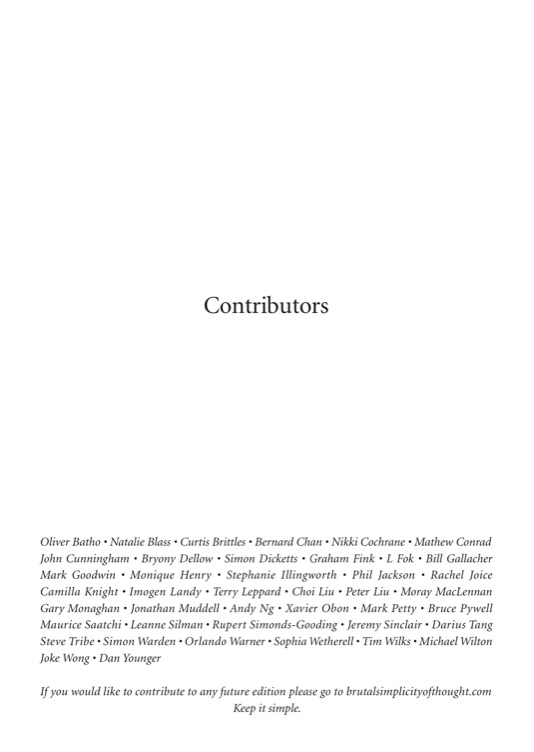 Contributors
Oliver Batho • Natalie Blass • Curtis Brittles • Bernard Chan • Nikki Cochrane • Mathew Conrad
John Cunningham • Bryony Dellow • Simon Dicketts • Graham Fink • L Fok • Bill Gallacher
Mark Goodwin • Monique Henry • Stephanie Illingworth • Phil Jackson • Rachel Joice
Camilla Knight • Imogen Landy • Terry Leppard • Choi Liu • Peter Liu • Moray MacLennan
Gary Monaghan • Jonathan Muddell • Andy Ng • Xavier Obon • Mark Petty • Bruce Pywell
Maurice Saatchi • Leanne Silman • Rupert Simonds-Gooding • Jeremy Sinclair • Darius Tang
Steve Tribe • Simon Warden • Orlando Warner • Sophia Wetherell • Tim Wilks • Michael Wilton
Joke Wong • Dan Younger
If you would like to contribute to any future edition please go to brutalsimplicityofthought.com
Keep it simple.